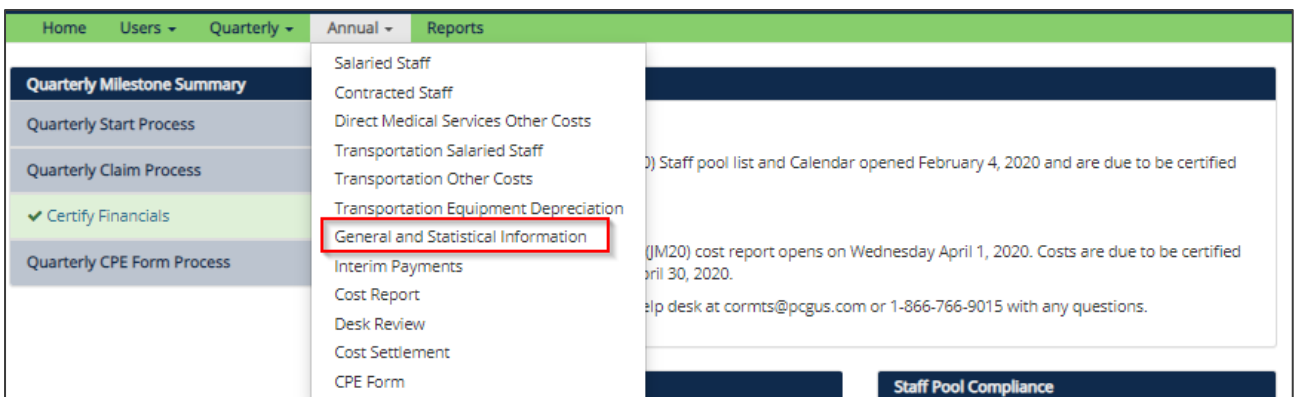 Home Users Quarterly Annual Reports
Quarterly Milestone Summary
Quarterly Start Process
Quarterly Claim Process
Certify Financials
Quarterly CPE Form Process
Salaried Staff
Contracted Staff
Direct Medical Services Other Costs
Transportation Salaried Staff
Transportation Other Costs
Transportation Equipment Depreciation
General and Statistical Information
Interim Payments
Cost Report
Desk Review
Cost Settlement
CPE Form
Staff pool list and Calendar opened February 4, 2020 and are due to be certified
(JM20) cost report opens on Wednesday April 1, 2020. Costs are due to be certified
30, 2020.
desk at cormts@pcgus.com or 1-866-766-9015 with any questions.
Staff Pool Compliance